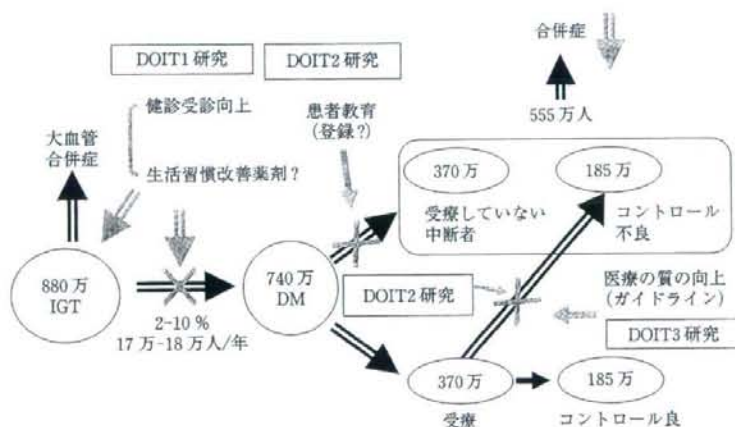 DOIT1 研究
DOIT2 研究
合併症
健診受診向上
患者教育
(登録?)
555 万人
大血管
合併症
生活習慣改善薬剤?
370 万
185 万
受療していない
中断者
コントロール
不良
880 万
IGT
740 万
DM
2-10 %
17 万-18 万人/年
DOIT2 研究
医療の質の向上
(ガイドライン)
DOIT3 研究
370 万
185 万
受療
コントロール良